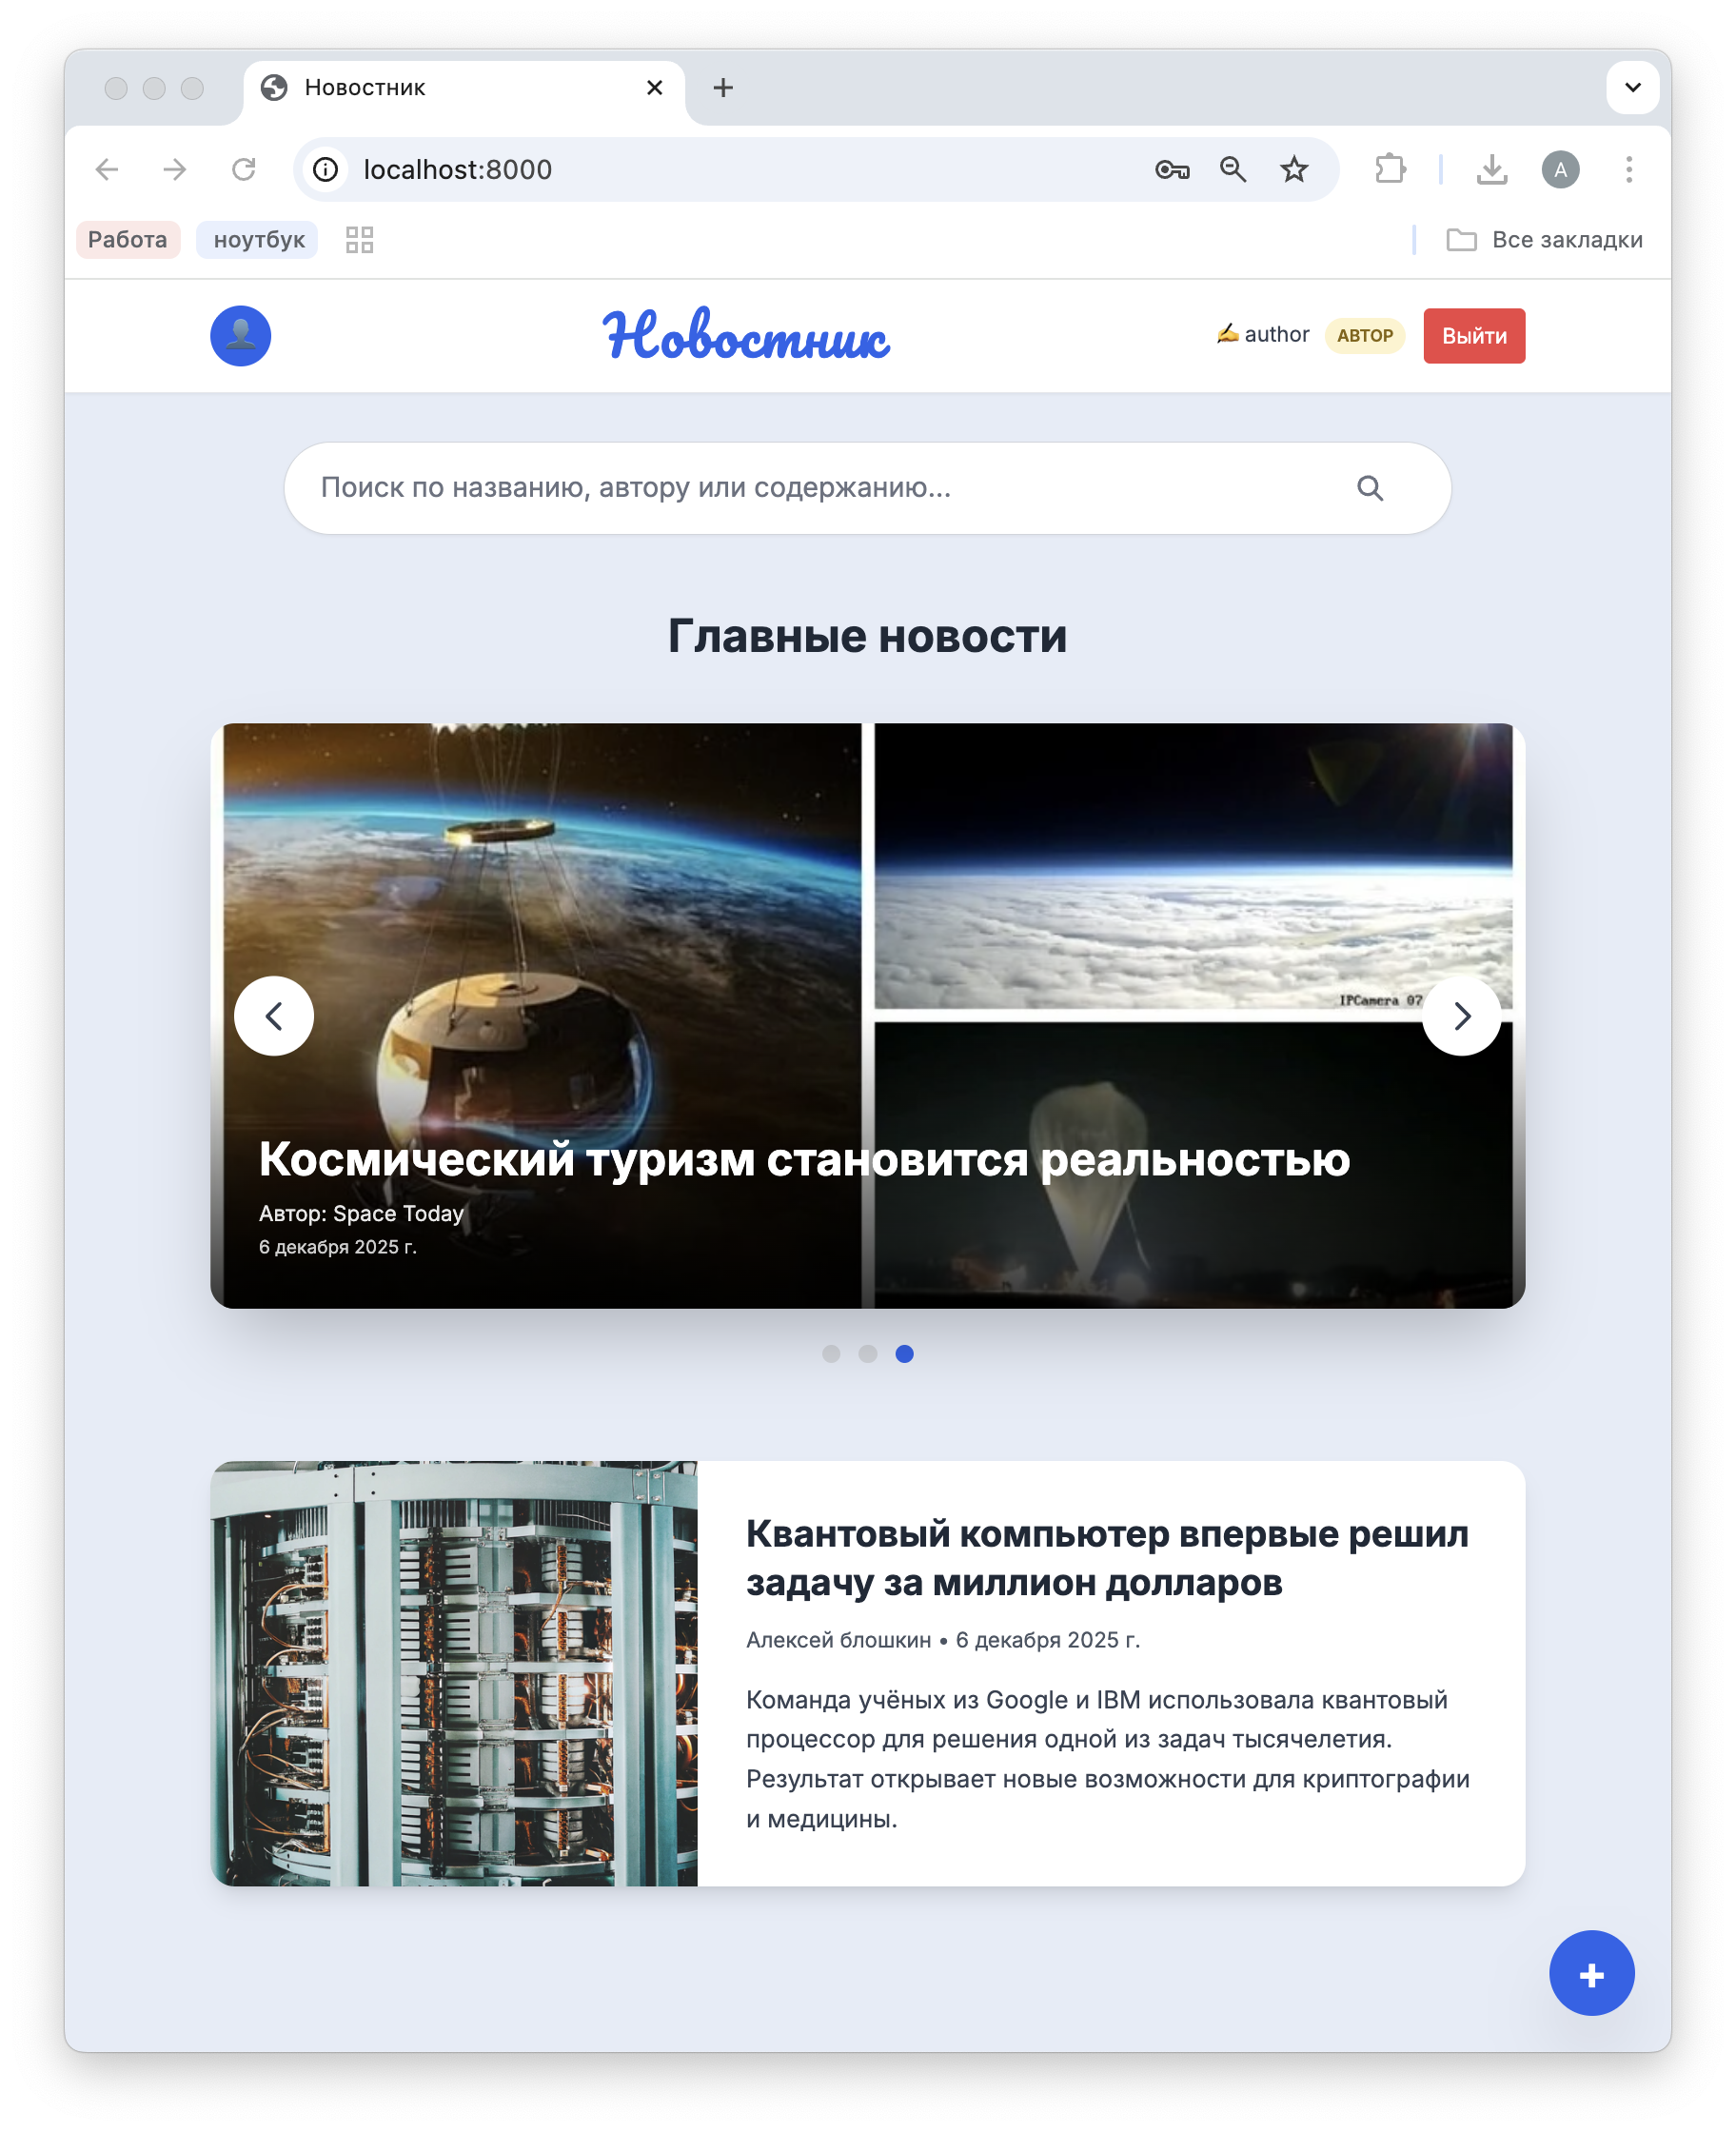 Новостник
localhost:8000
A
Работа
ноутбук
Все закладки
Новостник
author
АВТОР
Выйти
Поиск по названию, автору или содержанию...
Главные новости
IPCamera 07
Космический туризм становится реальностью
Автор: Space Today
6 декабря 2025 г.
Квантовый компьютер впервые решил
задачу за миллион долларов
Алексей блошкин • 6 декабря 2025 г.
Команда учёных из Google и IBM использовала квантовый
процессор для решения одной из задач тысячелетия.
Результат открывает новые возможности для криптографии
и медицины.
+